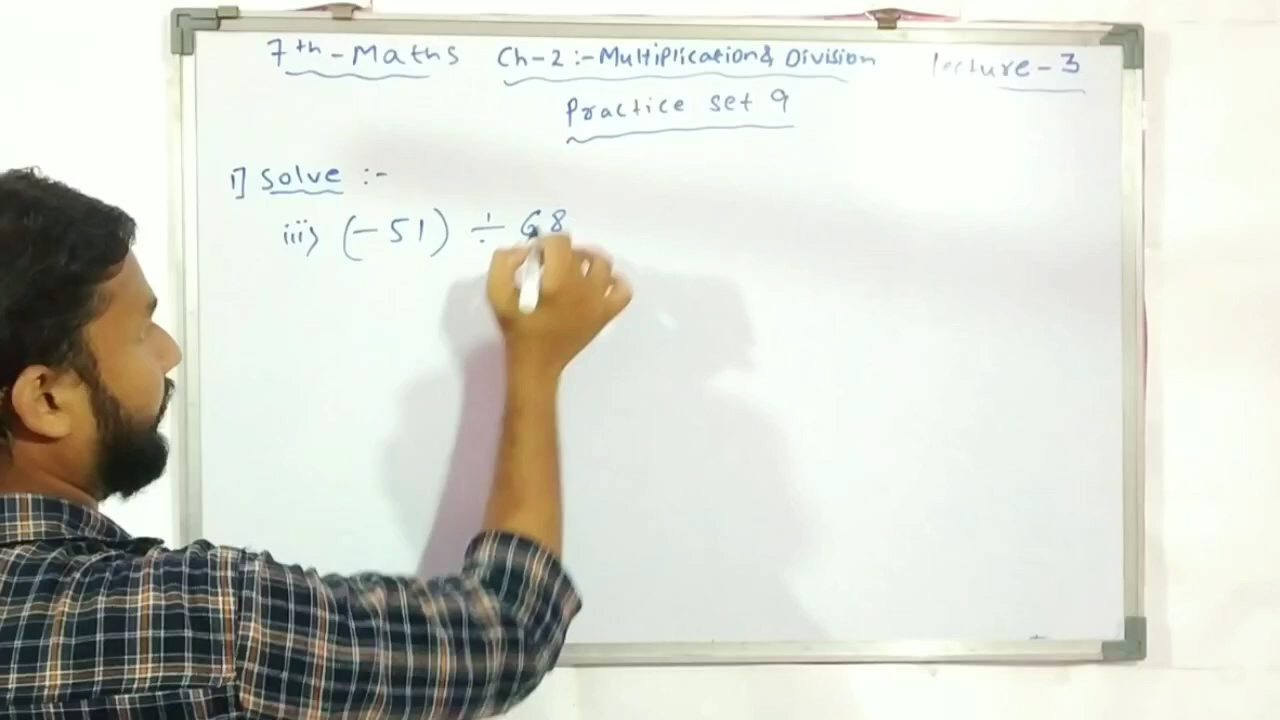 7th - Maths Ch-2 :- Multiplication & Division lecture - 3
Practice set 9
1] Solve :-
iii) (-51) ÷ 68